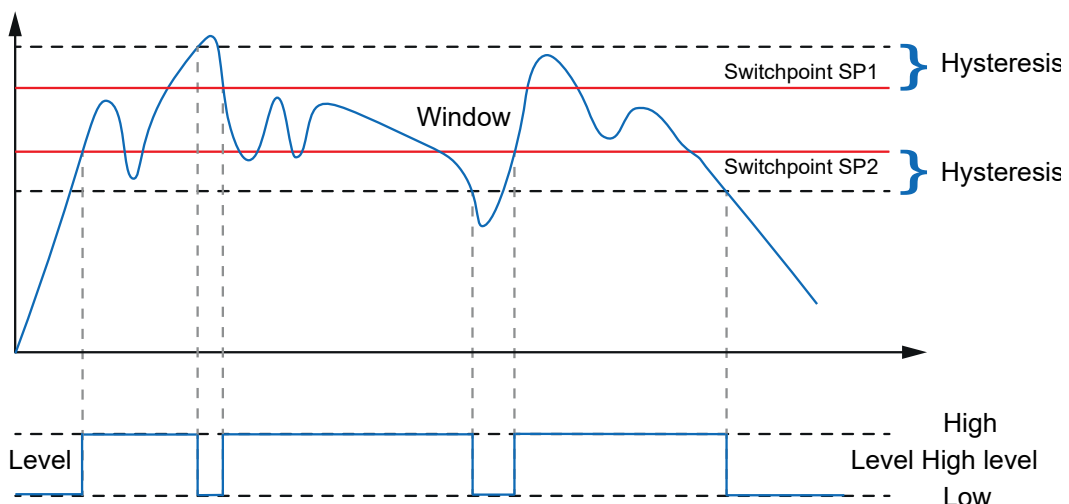 Switchpoint SP1
Hysteresis
Window
Switchpoint SP2
Hysteresis
High
Level
Level High level
Low